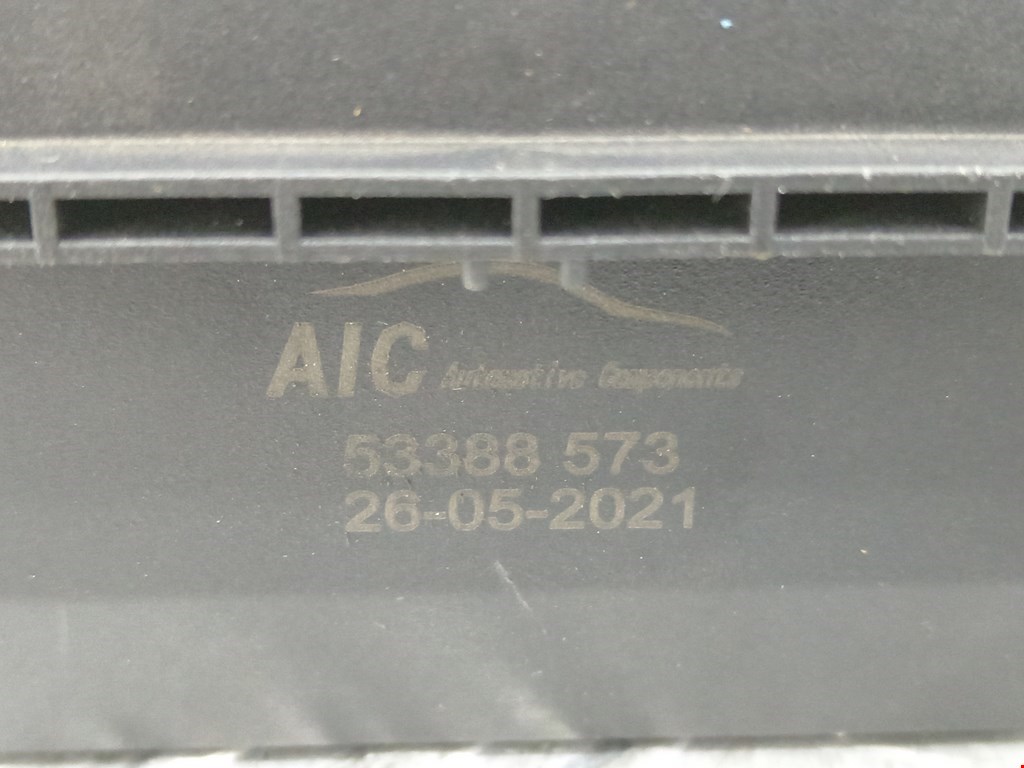 AIC Automotive Components
53388 573
26-05-2021